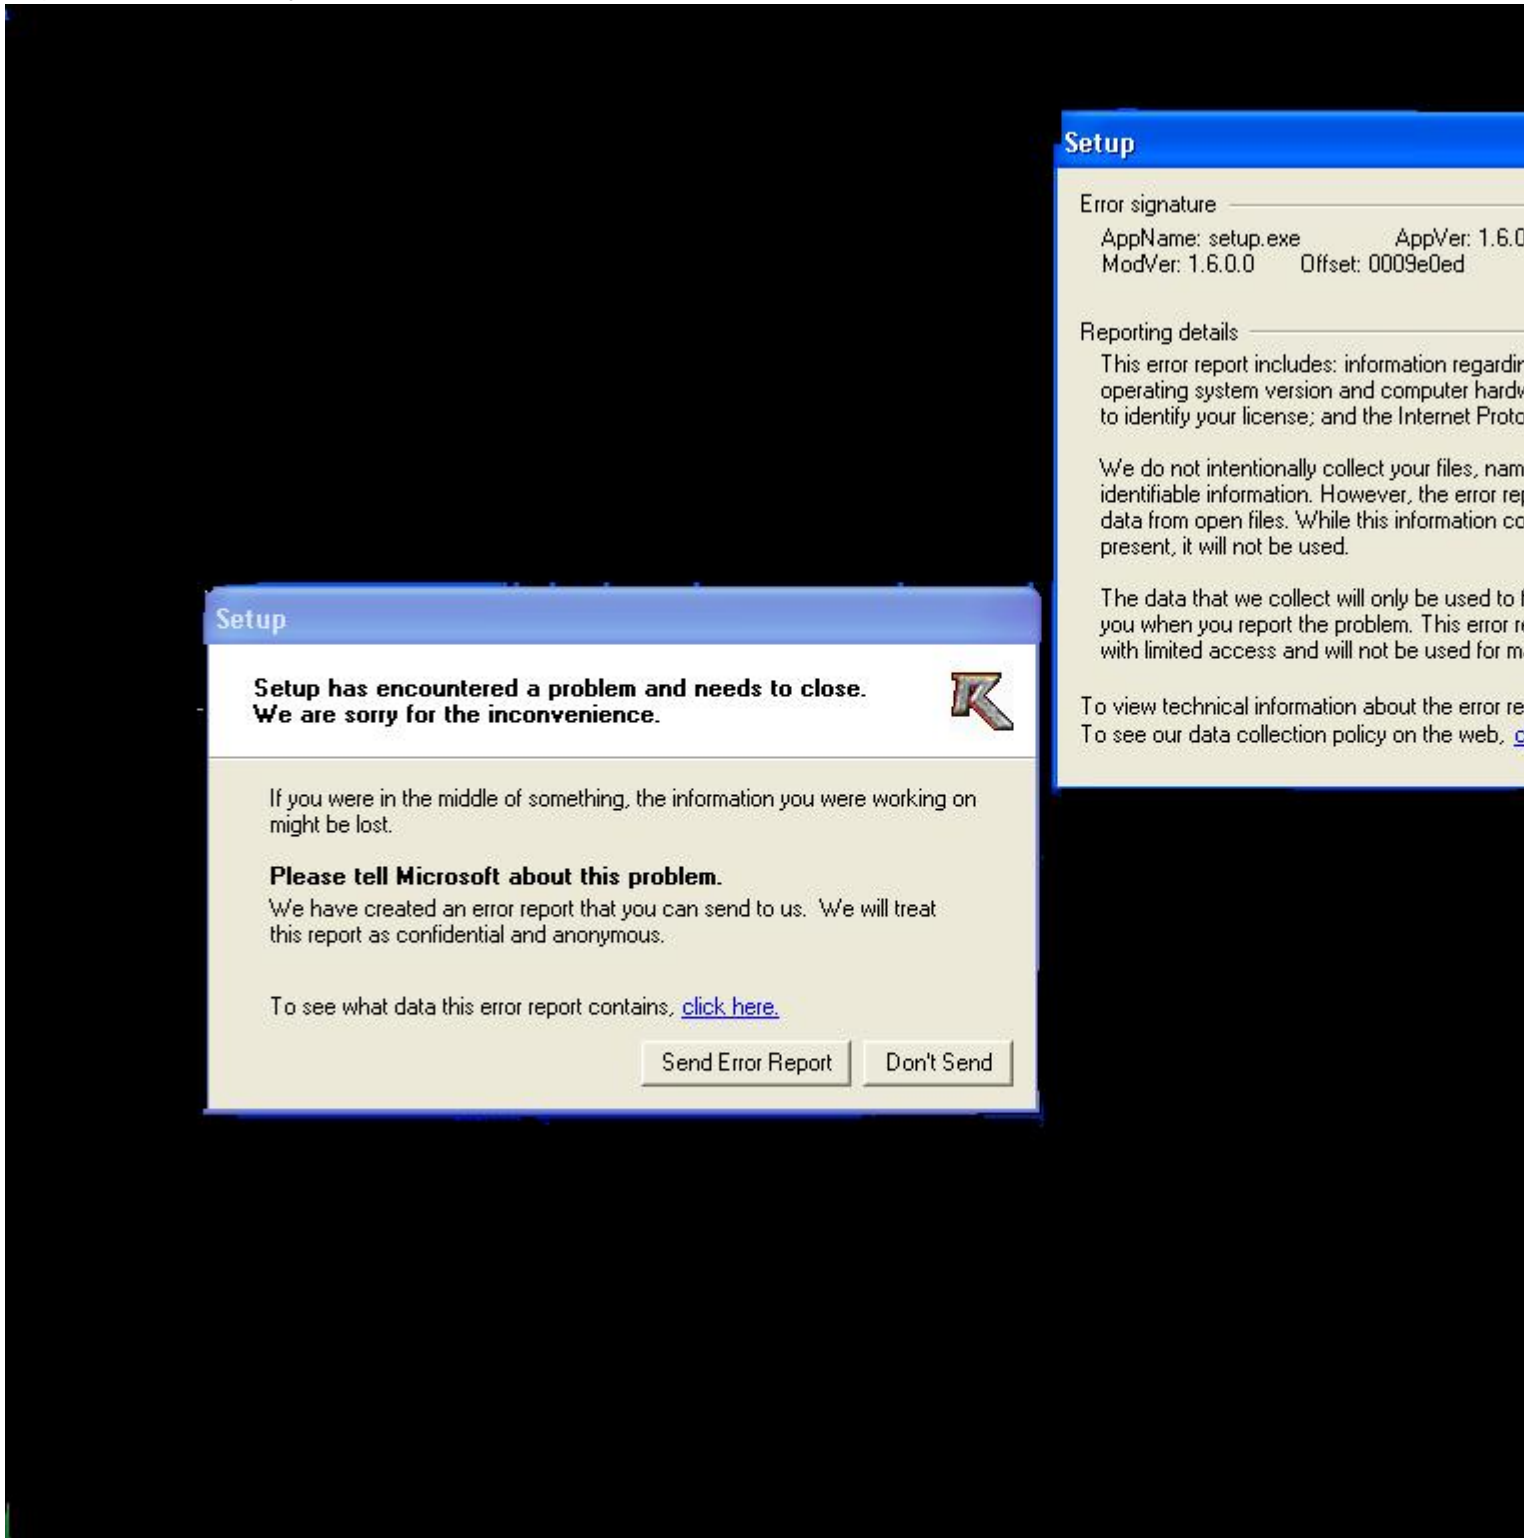 Setup
Error signature
AppName: setup.exe AppVer: 1.6.0
ModVer: 1.6.0.0 Offset: 0009e0ed
Reporting details
This error report includes: information
operating system version and computer
to identify your license; and the Internet
We do not intentionally collect your files,
identifiable information. However, the error
data from open files. While this information
present, it will not be used.
The data that we collect will only be used to
you when you report the problem. This error
with limited access and will not be used for
To view technical information about the error
To see our data collection policy on the web,
Setup
Setup has encountered a problem and needs to close.
We are sorry for the inconvenience.
If you were in the middle of something, the information you were working on
might be lost.
Please tell Microsoft about this problem.
We have created an error report that you can send to us. We will treat
this report as confidential and anonymous.
To see what data this error report contains, click here.
Send Error Report Don't Send